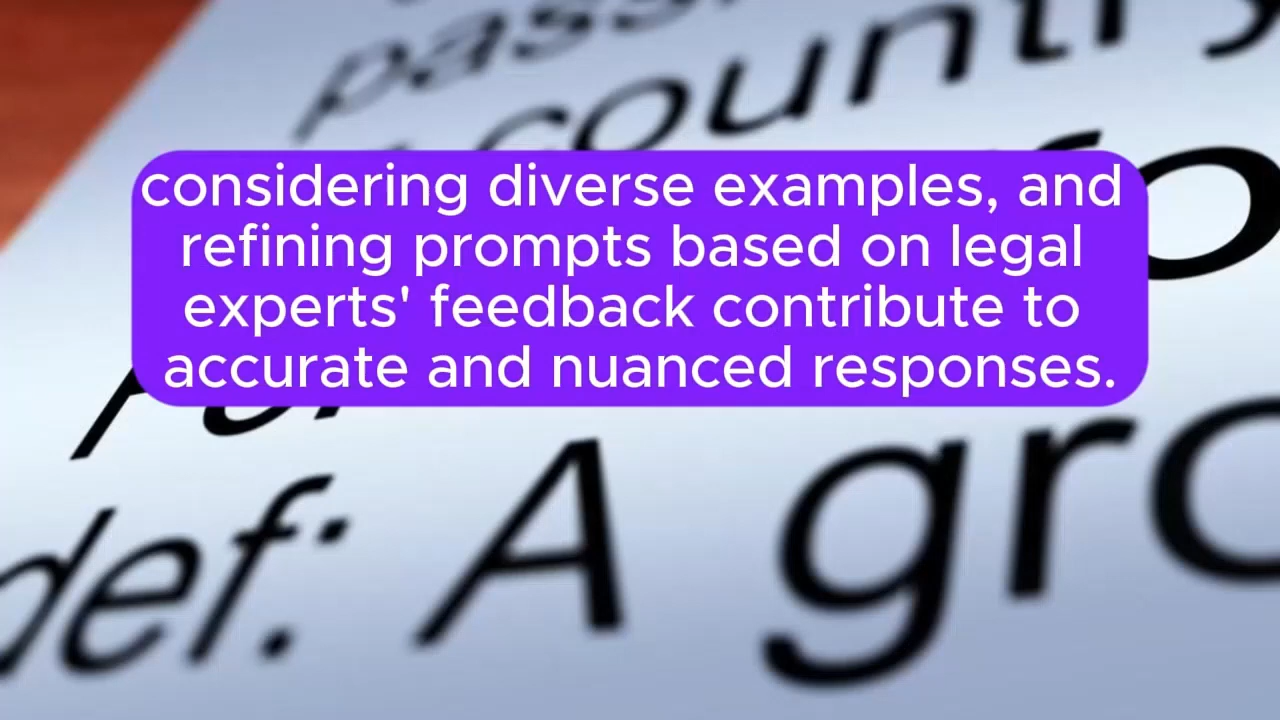 country
considering diverse examples, and
refining prompts based on legal
experts' feedback contribute to
accurate and nuanced responses.
def: A gro